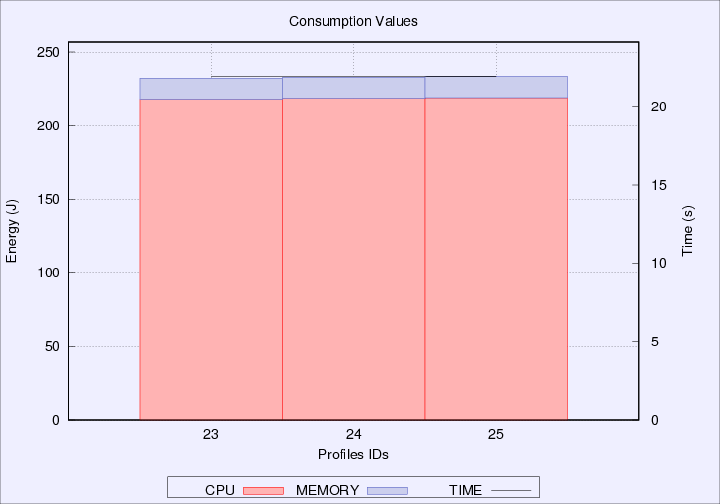 Consumption Values
250
200
150
100
50
0
Energy (J)
20
15
10
5
0
Time (s)
23 24 25
Profiles IDs
CPU MEMORY TIME